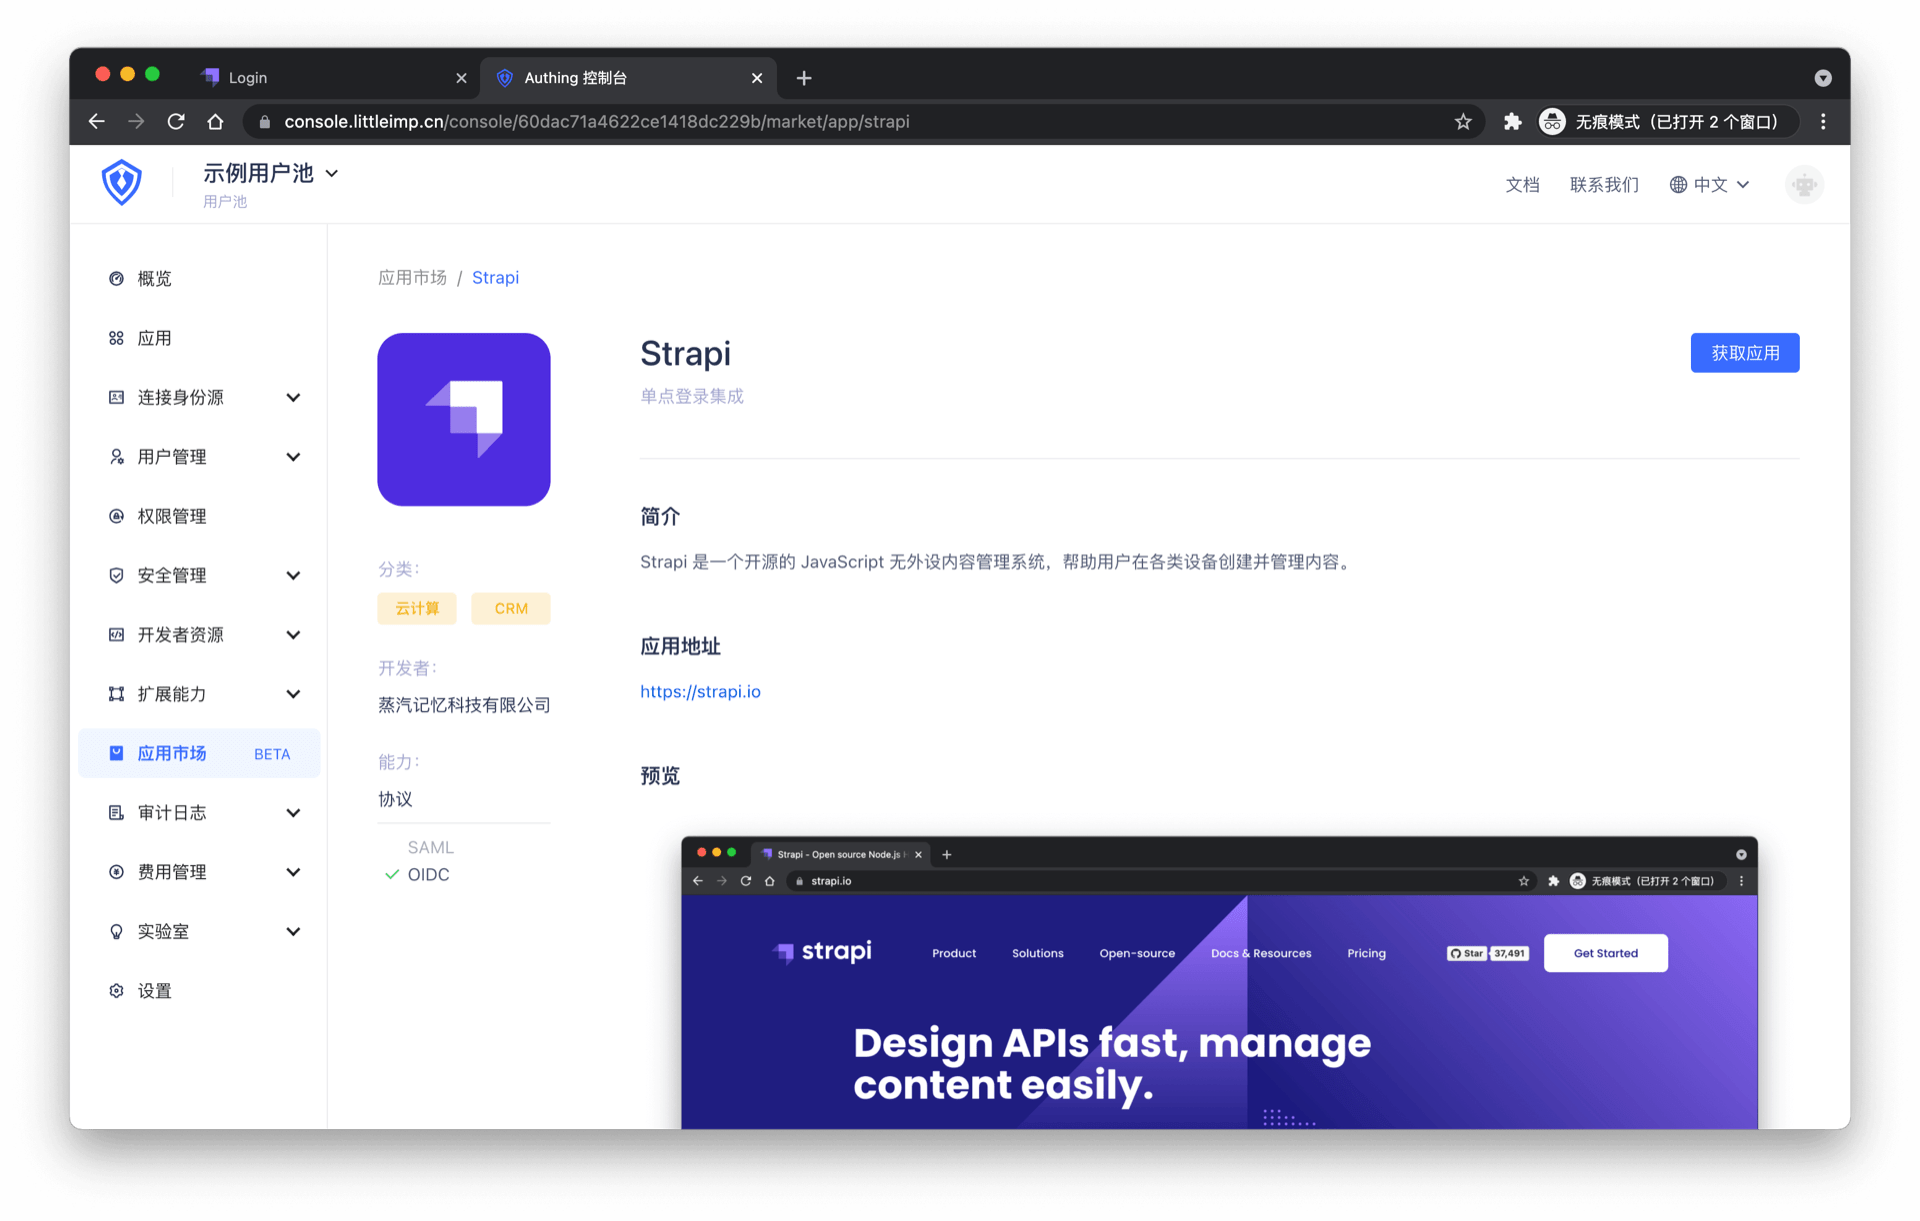 Login
Authing 控制台
console.littleimp.cn/console/60dac71a4622ce1418dc229b/market/app/strapi
无痕模式（已打开 2 个窗口）
示例用户池
用户池
文档
联系我们
中文
概览
应用
连接身份源
用户管理
权限管理
安全管理
开发者资源
扩展能力
应用市场 BETA
审计日志
费用管理
实验室
设置
应用市场 / Strapi
分类：
云计算
CRM
开发者：
蒸汽记忆科技有限公司
能力：
协议
SAML
OIDC
Strapi
单点登录集成
获取应用
简介
Strapi 是一个开源的 JavaScript 无外设内容管理系统，帮助用户在各类设备创建并管理内容。
应用地址
https://strapi.io
预览
Strapi - Open source Node.js
strapi.io
无痕模式（已打开 2 个窗口）
strapi
Product
Solutions
Open-source
Docs & Resources
Pricing
Star 37,491
Get Started
Design APIs fast, manage
content easily.